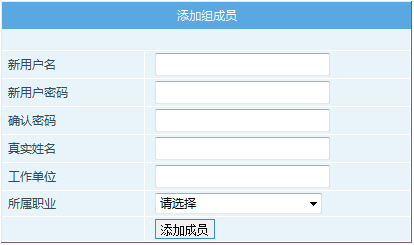 添加组成员
新用户名
新用户密码
确认密码
真实姓名
工作单位
所属职业 请选择
添加成员